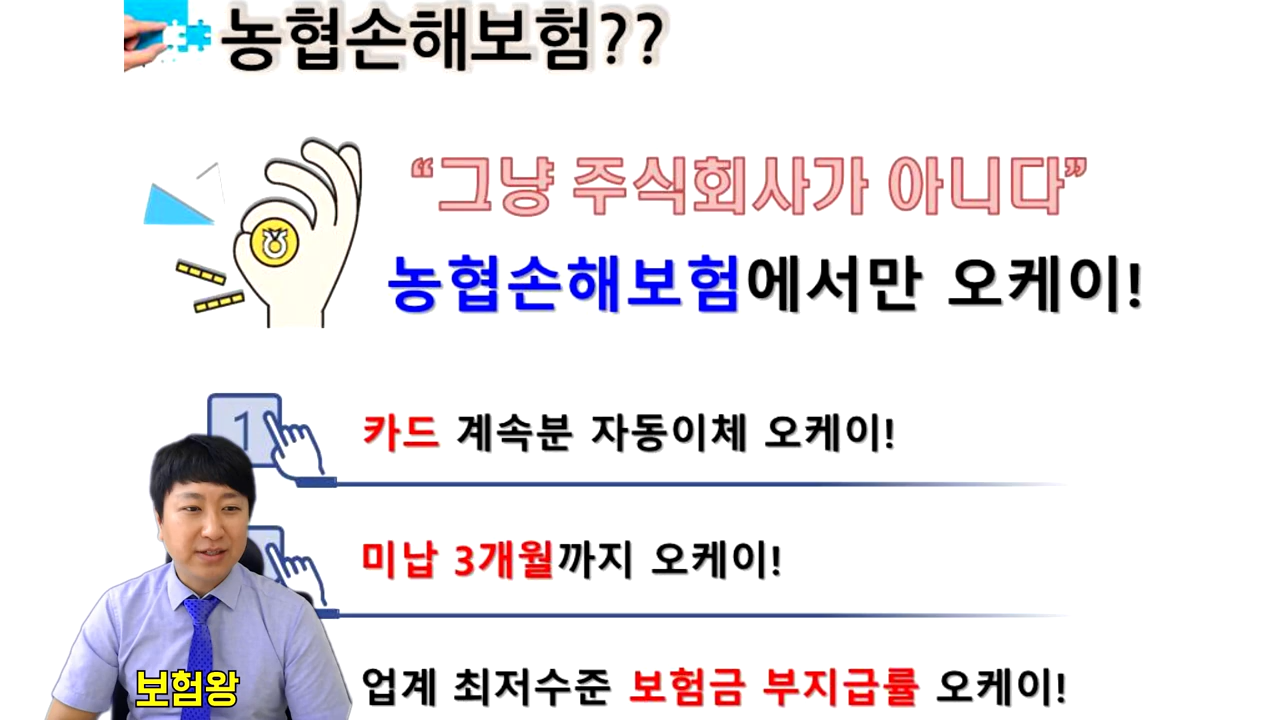 농협손해보험??
“그냥 주식회사가 아니다”
농협손해보험에서만 오케이!
1
카드 계속분 자동이체 오케이!
미납 3개월까지 오케이!
업계 최저수준 보험금 부지급률 오케이!
보험왕